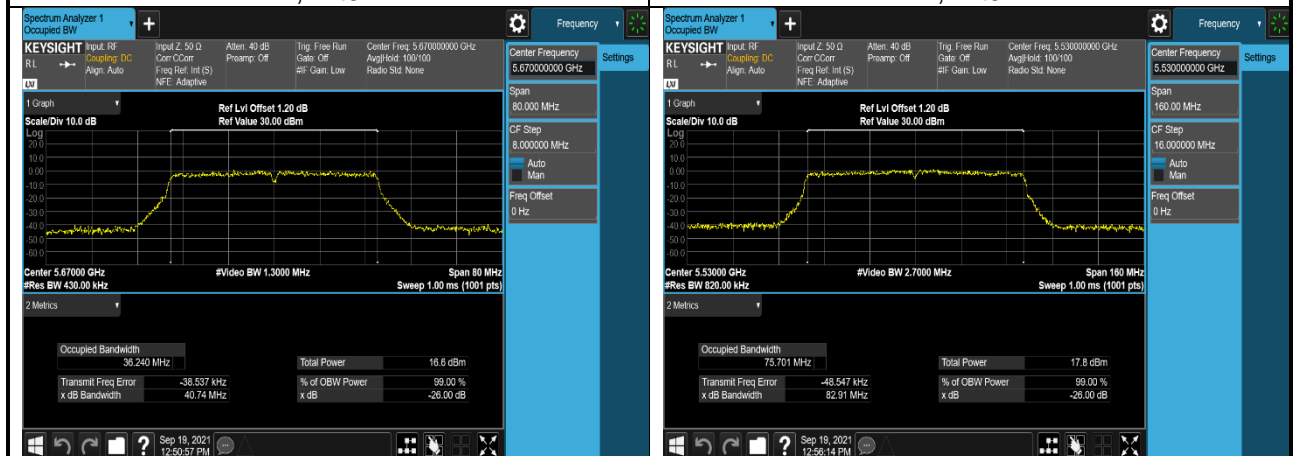 Spectrum Analyzer 1
Occupied BW
Frequency
KEYSIGHT
Input: RF
Coupling: DC
Align: Auto
Input Z: 50 Ω
Corr CCorr
Freq Ref: Int (S)
NFE: Adaptive
Atten: 40 dB
Preamp: Off
Trig: Free Run
Gate: Off
#IF Gain: Low
Center Freq: 5.670000000 GHz
Avg|Hold: 100/100
Radio Std: None
RL
LXI
Center Frequency
5.670000000 GHz
Settings
Span
80.000 MHz
CF Step
8.000000 MHz
Auto
Man
Freq Offset
0 Hz
1 Graph
Ref Lvl Offset 1.20 dB
Scale/Div 10.0 dB
Ref Value 30.00 dBm
Log
20.0
10.0
0.00
-10.0
-20.0
-30.0
-40.0
-50.0
-60.0
Center 5.67000 GHz
#Video BW 1.3000 MHz
Span 80 MHz
#Res BW 430.00 kHz
Sweep 1.00 ms (1001 pts)
2 Metrics
Occupied Bandwidth
36.240 MHz
Total Power 16.6 dBm
Transmit Freq Error -38.537 kHz
% of OBW Power 99.00 %
x dB Bandwidth 40.74 MHz
x dB -26.00 dB
?
Sep 19, 2021
12:50:57 PM
Spectrum Analyzer 1
Occupied BW
Frequency
KEYSIGHT
Input: RF
Coupling: DC
Align: Auto
Input Z: 50 Ω
Corr CCorr
Freq Ref: Int (S)
NFE: Adaptive
Atten: 40 dB
Preamp: Off
Trig: Free Run
Gate: Off
#IF Gain: Low
Center Freq: 5.530000000 GHz
Avg|Hold: 100/100
Radio Std: None
RL
LXI
Center Frequency
5.530000000 GHz
Settings
Span
160.00 MHz
CF Step
16.000000 MHz
Auto
Man
Freq Offset
0 Hz
1 Graph
Ref Lvl Offset 1.20 dB
Scale/Div 10.0 dB
Ref Value 30.00 dBm
Log
20.0
10.0
0.00
-10.0
-20.0
-30.0
-40.0
-50.0
-60.0
Center 5.53000 GHz
#Video BW 2.7000 MHz
Span 160 MHz
#Res BW 820.00 kHz
Sweep 1.00 ms (1001 pts)
2 Metrics
Occupied Bandwidth
75.701 MHz
Total Power 17.8 dBm
Transmit Freq Error -48.547 kHz
% of OBW Power 99.00 %
x dB Bandwidth 82.91 MHz
x dB -26.00 dB
?
Sep 19, 2021
12:56:14 PM